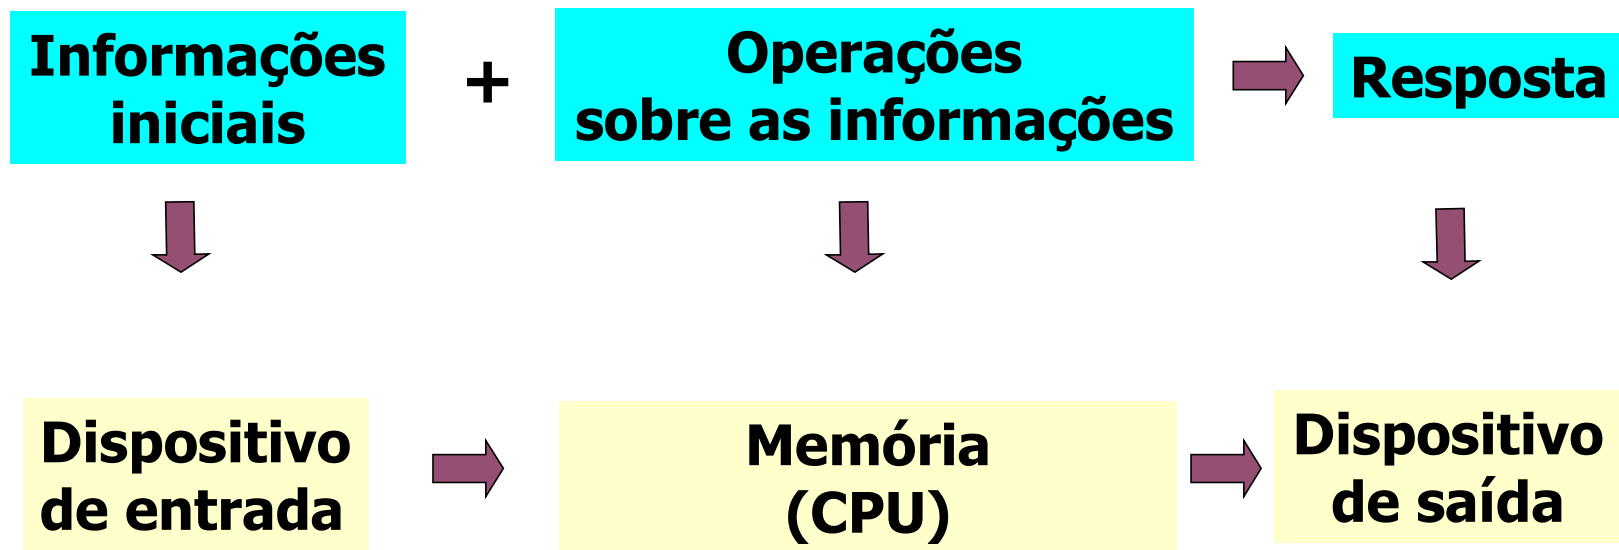 Informações
iniciais
+
Operações
sobre as informações
Resposta
Dispositivo
de entrada
Memória
(CPU)
Dispositivo
de saída